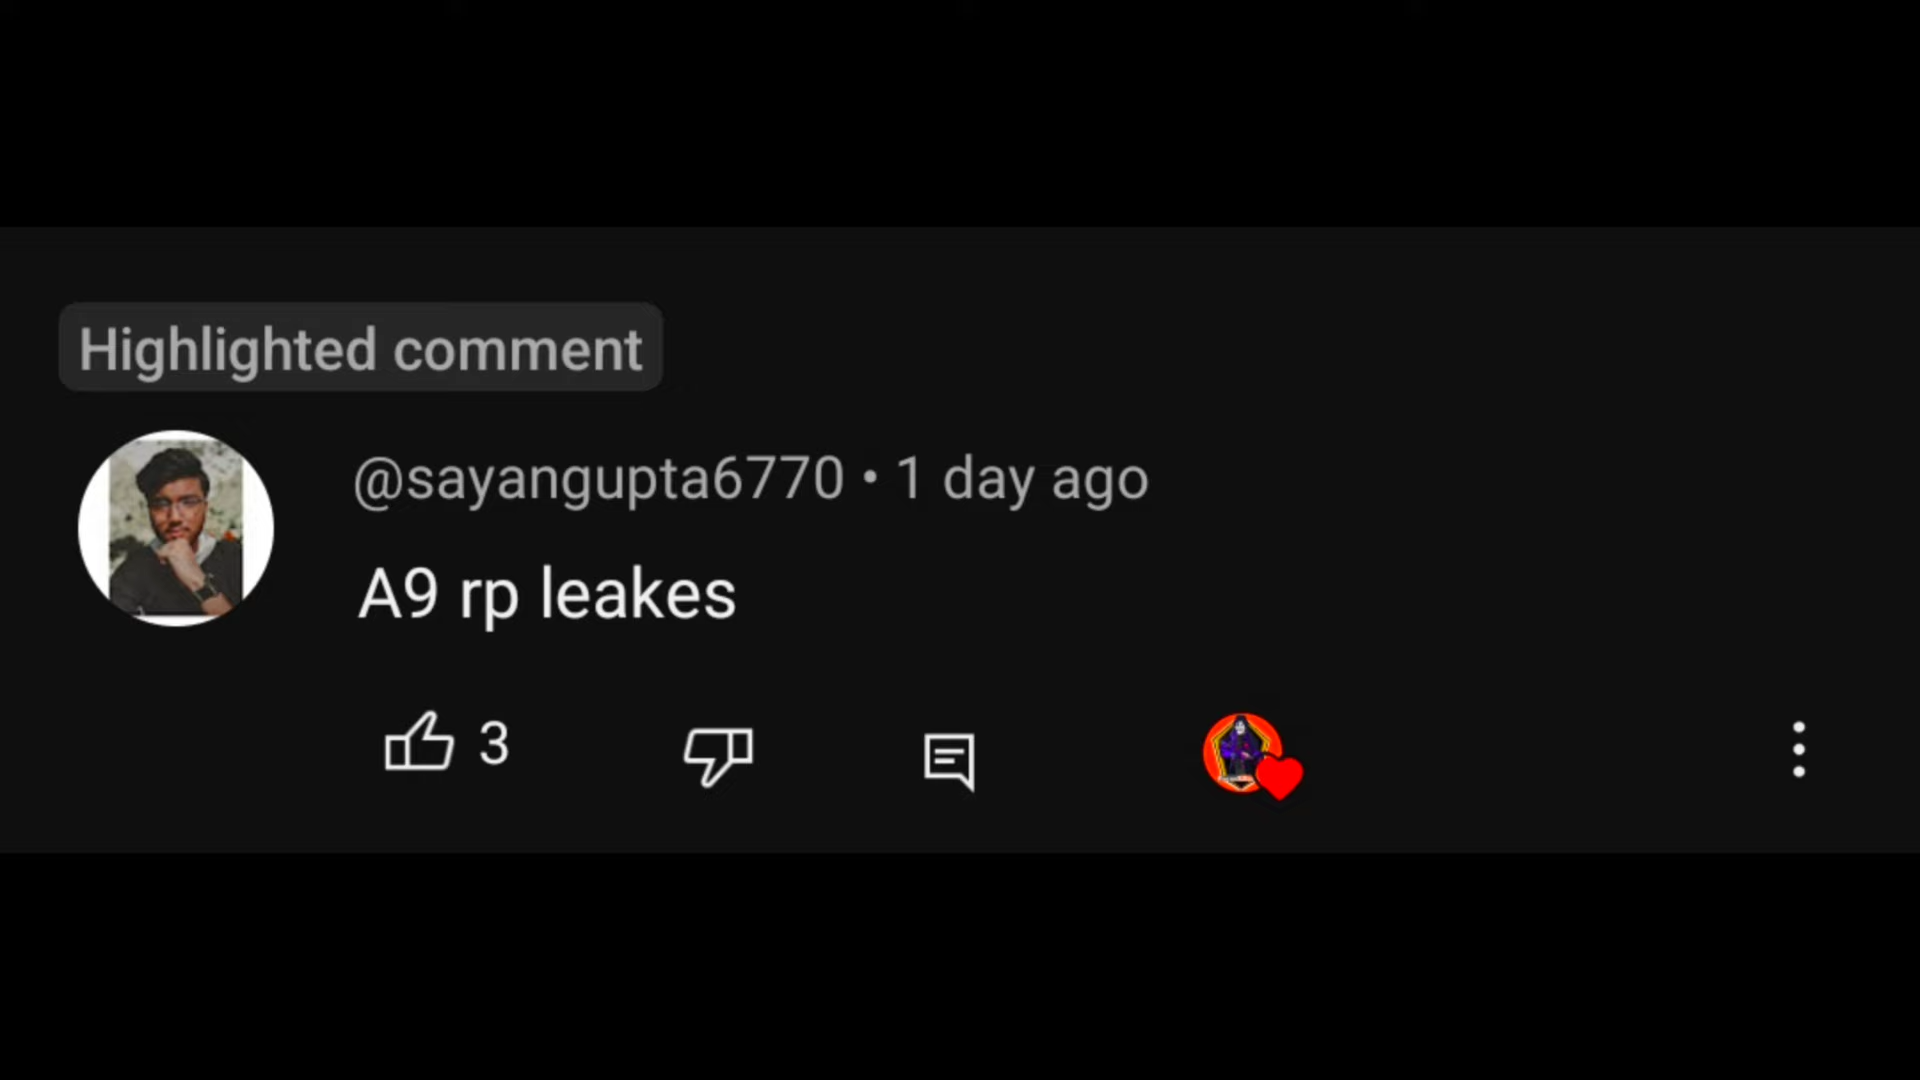 Highlighted comment
@sayangupta6770 • 1 day ago
A9 rp leakes
3